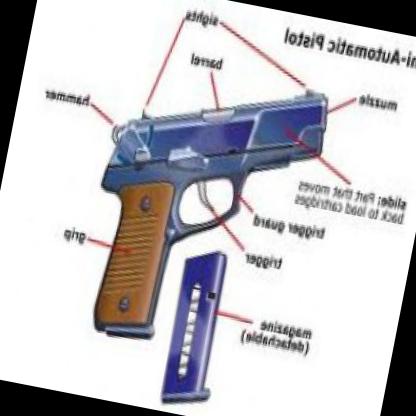 mi-Automatic Pistol
sights
barrel
hammer
muzzle
slide: Part that moves
back to load cartridges
trigger guard
grip
trigger
magazine
(detachable)